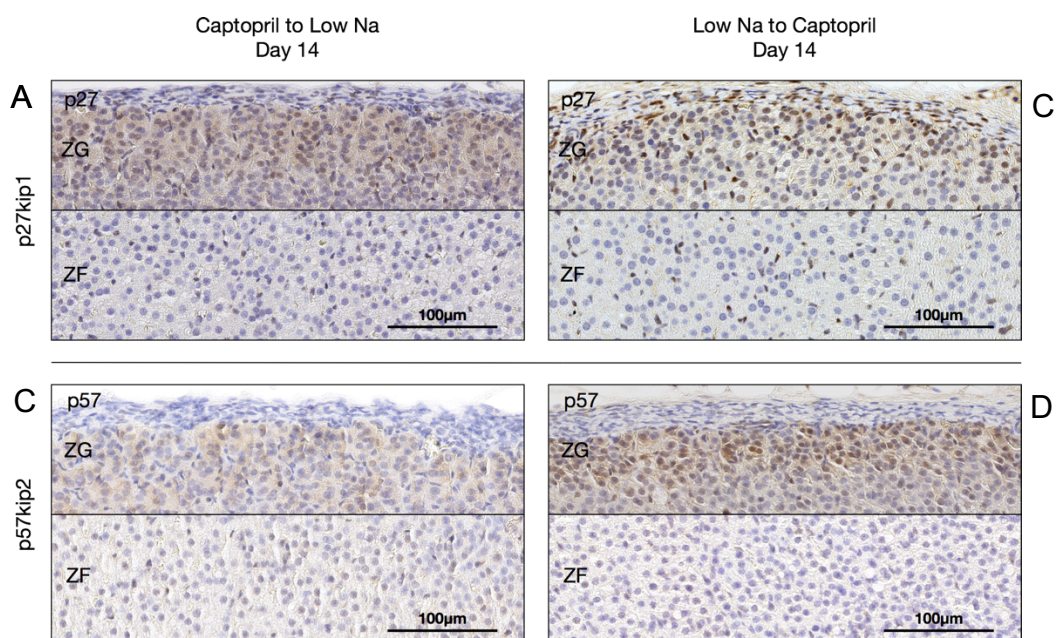 Captopril to Low Na
Day 14
Low Na to Captopril
Day 14
A
p27
ZG
ZF
100µm
p27kip1
p27
ZG
ZF
100µm
C
C
p57
ZG
ZF
100µm
p57kip2
p57
ZG
ZF
100µm
D